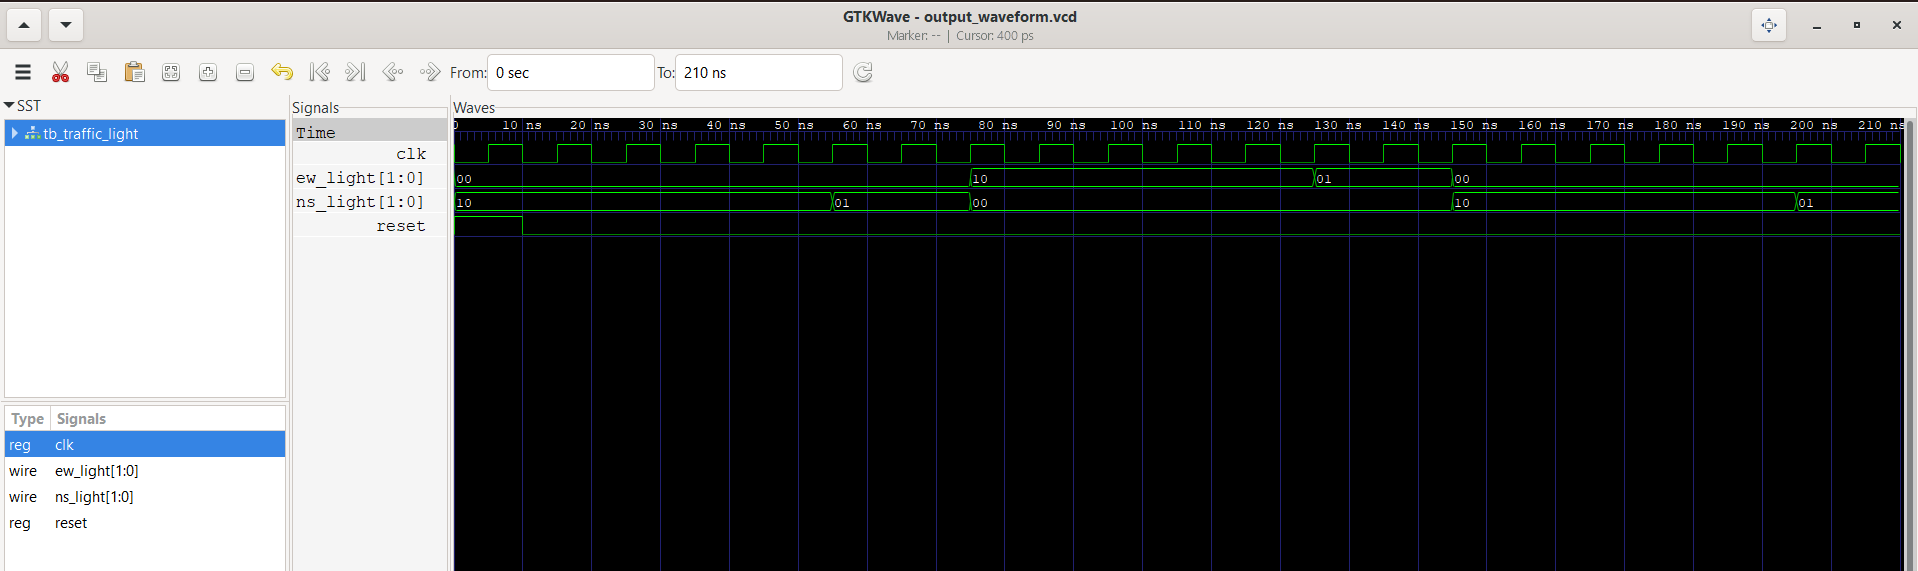 GTKWave - output_waveform.vcd
Marker: -- | Cursor: 400 ps
From: 0 sec To: 210 ns
SST
tb_traffic_light
Type Signals
reg clk
wire ew_light[1:0]
wire ns_light[1:0]
reg reset
Signals
Time
clk
ew_light[1:0]
ns_light[1:0]
reset
Waves
0 10 ns 20 ns 30 ns 40 ns 50 ns 60 ns 70 ns 80 ns 90 ns 100 ns 110 ns 120 ns 130 ns 140 ns 150 ns 160 ns 170 ns 180 ns 190 ns 200 ns 210 ns
00 10 01 00
10 01 00 10 01